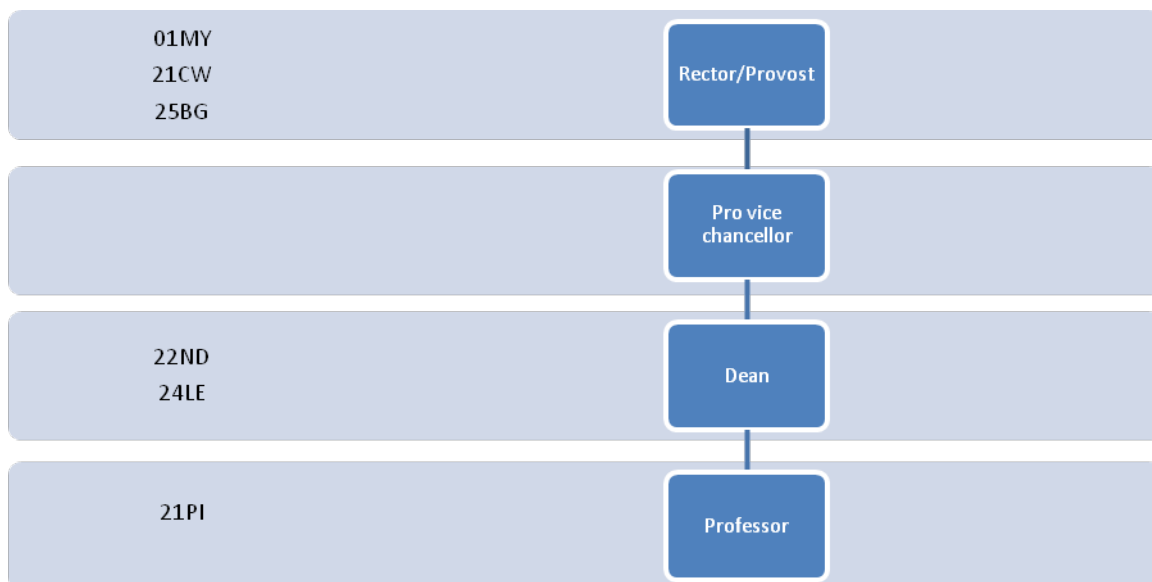 01MY
21CW
25BG
Rector/Provost
Pro vice
chancellor
22ND
24LE
Dean
21PI
Professor